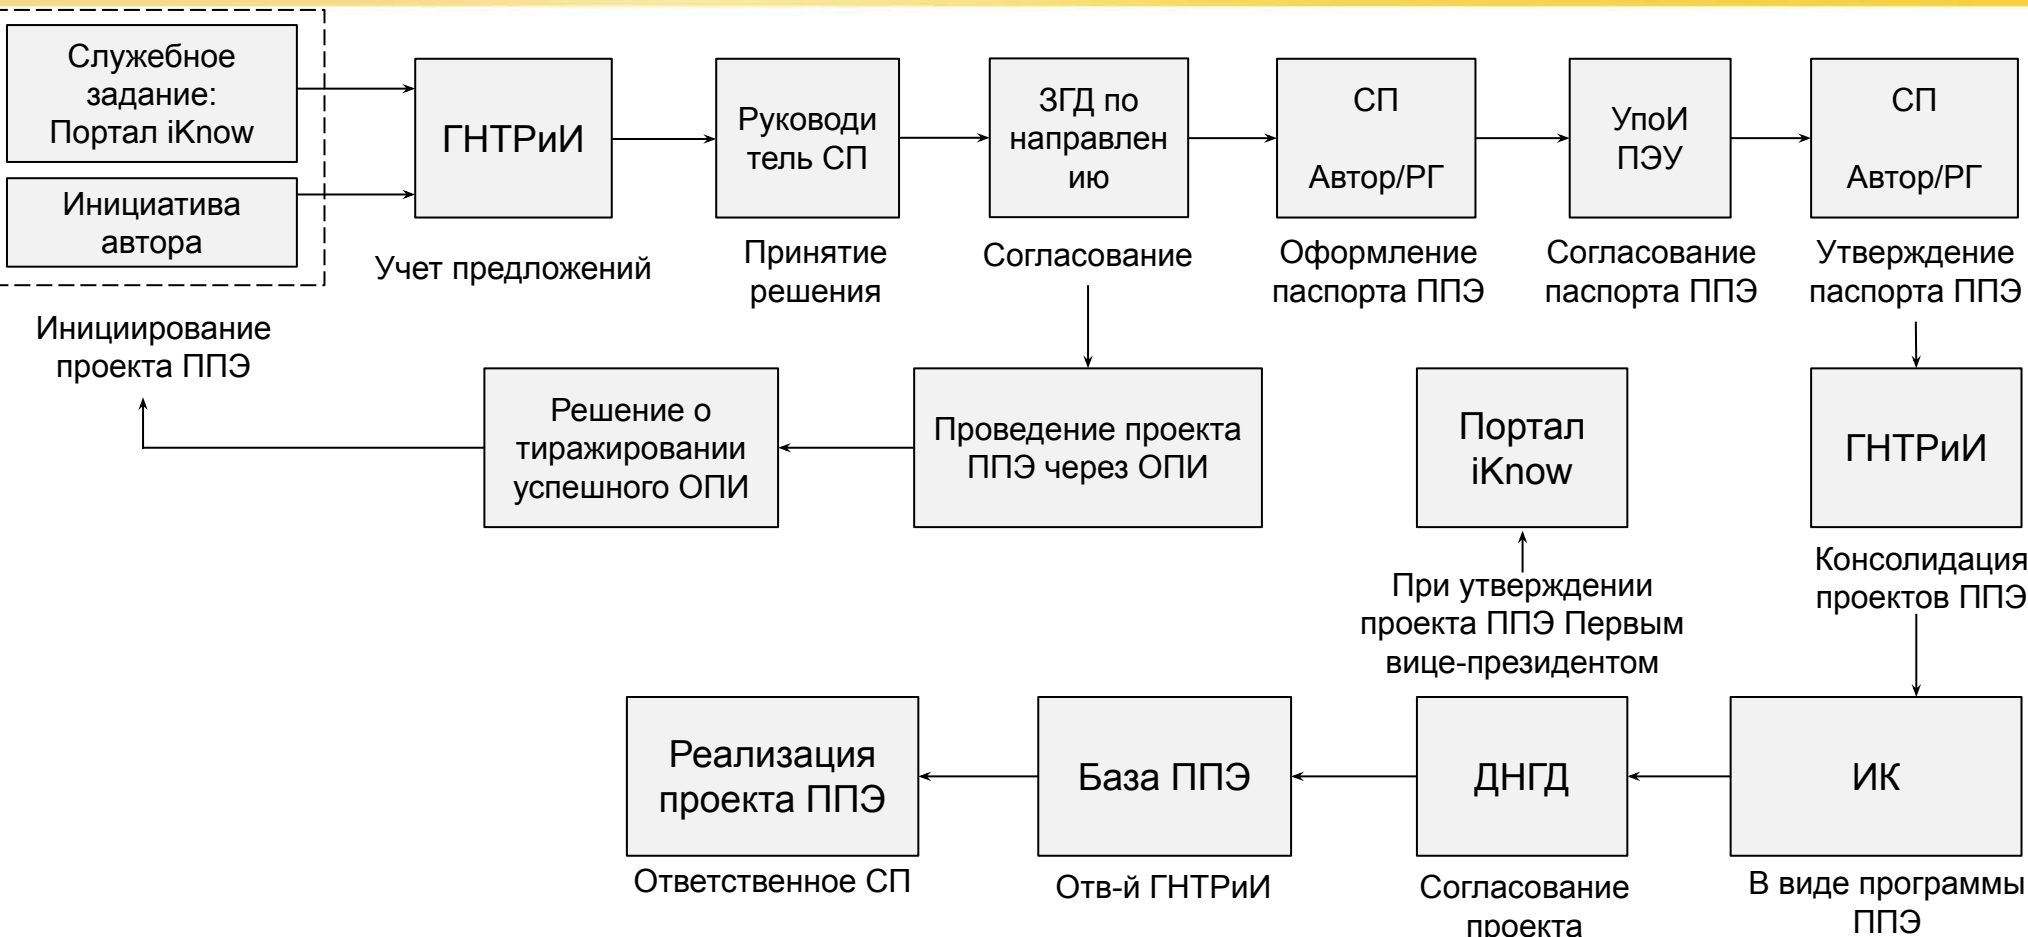 Служебное
задание:
Портал iKnow
Инициатива
автора
Инициирование
проекта ППЭ
ГНТРиИ
Учет предложений
Руководи
тель СП
Принятие
решения
ЗГД по
направлен
ию
Согласование
СП
Автор/РГ
Оформление
паспорта ППЭ
УпоИ
ПЭУ
Согласование
паспорта ППЭ
СП
Автор/РГ
Утверждение
паспорта ППЭ
Решение о
тиражировании
успешного ОПИ
Проведение проекта
ППЭ через ОПИ
Портал
iKnow
При утверждении
проекта ППЭ Первым
вице-президентом
ГНТРиИ
Консолидация
проектов ППЭ
Реализация
проекта ППЭ
Ответственное СП
База ППЭ
Отв-й ГНТРиИ
ДНГД
Согласование
проекта
ИК
В виде программы
ППЭ